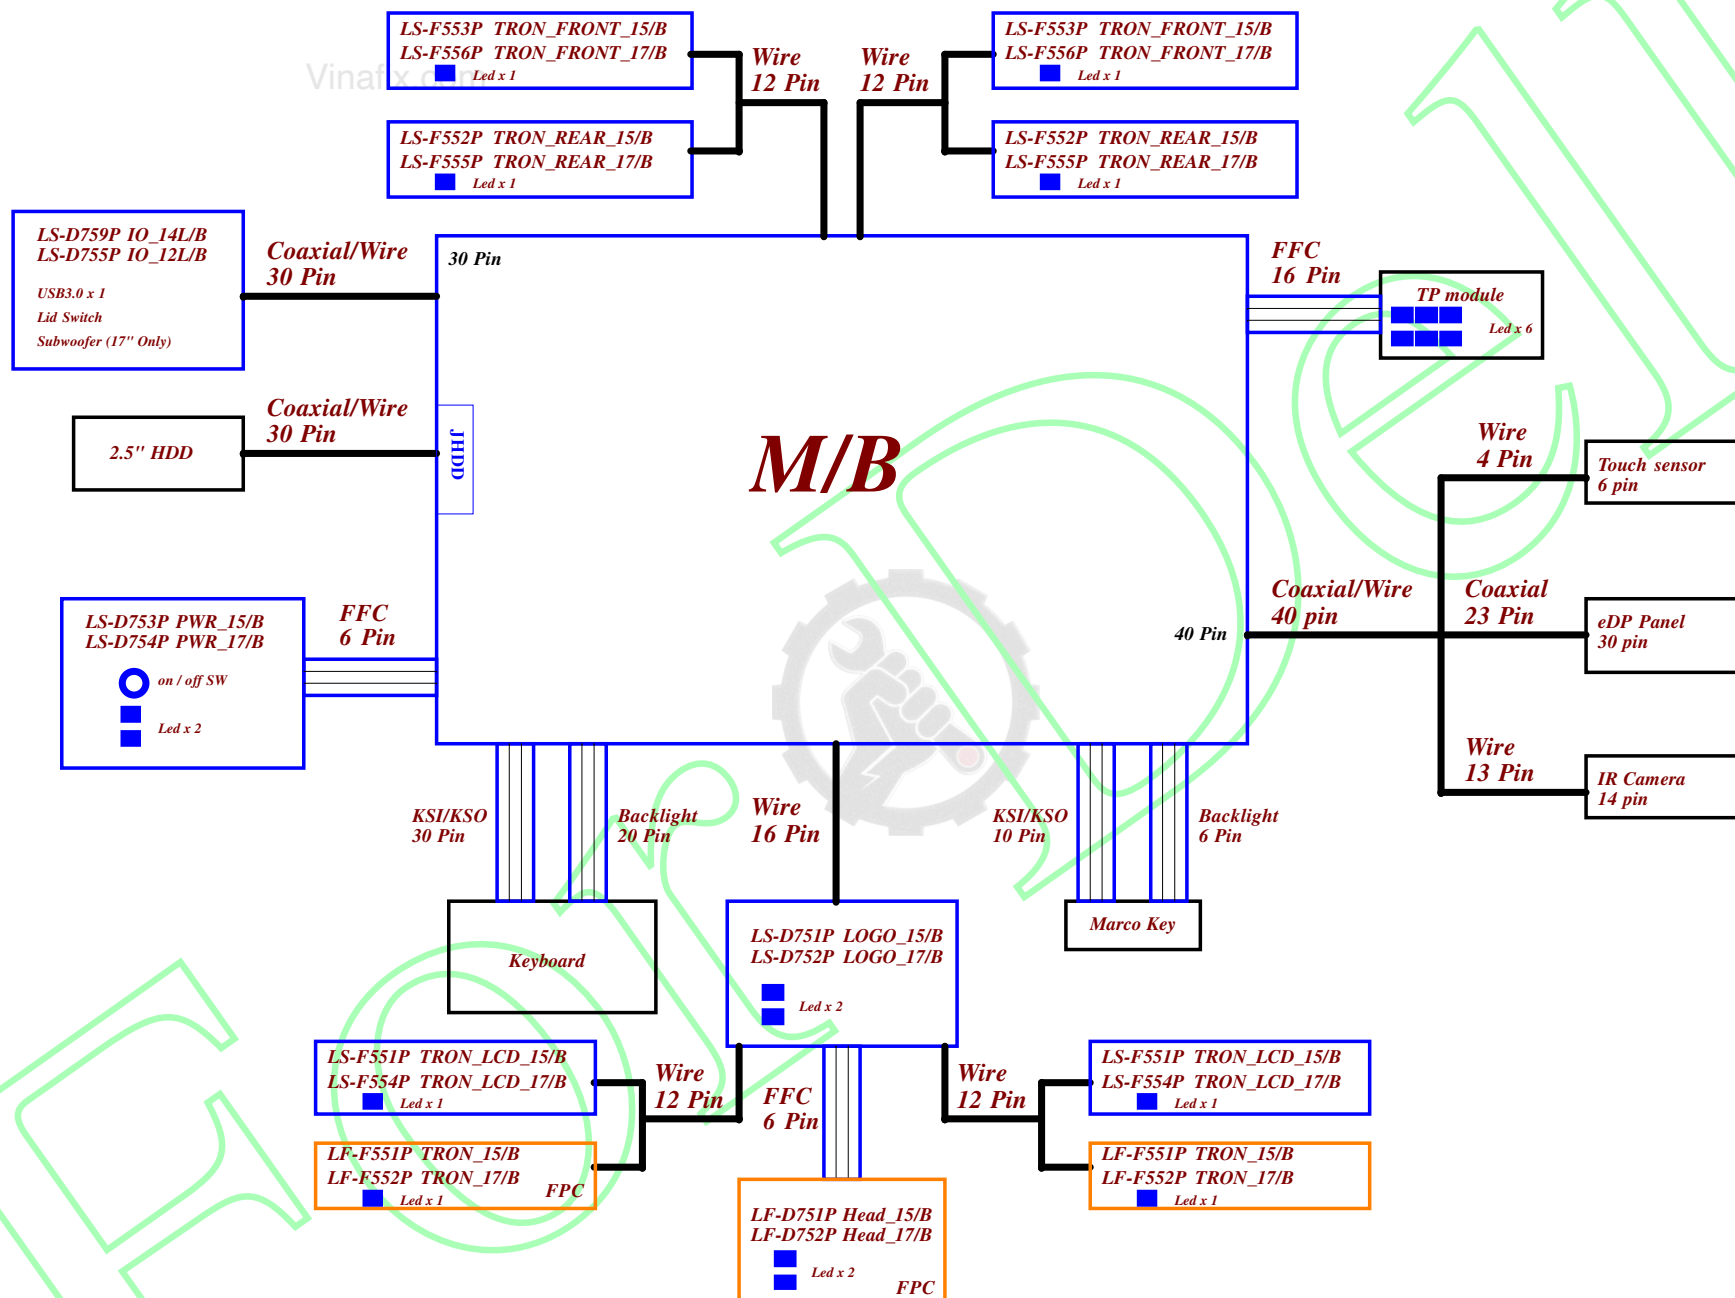 LS-F553P TRON_FRONT_15/B
LS-F556P TRON_FRONT_17/B
Led x 1
Vinafix.com
Wire
12 Pin
Wire
12 Pin
LS-F553P TRON_FRONT_15/B
LS-F556P TRON_FRONT_17/B
Led x 1
LS-F552P TRON_REAR_15/B
LS-F555P TRON_REAR_17/B
Led x 1
LS-F552P TRON_REAR_15/B
LS-F555P TRON_REAR_17/B
Led x 1
LS-D759P IO_14L/B
LS-D755P IO_12L/B
USB3.0 x 1
Lid Switch
Subwoofer (17" Only)
Coaxial/Wire
30 Pin
30 Pin
FFC
16 Pin
TP module
Led x 6
2.5" HDD
Coaxial/Wire
30 Pin
JHDD
M/B
Wire
4 Pin
Touch sensor
6 pin
LS-D753P PWR_15/B
LS-D754P PWR_17/B
on / off SW
Led x 2
FFC
6 Pin
40 Pin
Coaxial/Wire
40 pin
Coaxial
23 Pin
eDP Panel
30 pin
Wire
13 Pin
IR Camera
14 pin
KSI/KSO
30 Pin
Backlight
20 Pin
Wire
16 Pin
KSI/KSO
10 Pin
Backlight
6 Pin
Keyboard
LS-D751P LOGO_15/B
LS-D752P LOGO_17/B
Led x 2
Marco Key
LS-F551P TRON_LCD_15/B
LS-F554P TRON_LCD_17/B
Led x 1
Wire
12 Pin
FFC
6 Pin
Wire
12 Pin
LS-F551P TRON_LCD_15/B
LS-F554P TRON_LCD_17/B
Led x 1
LF-F551P TRON_15/B
LF-F552P TRON_17/B
Led x 1
FPC
LF-F551P TRON_15/B
LF-F552P TRON_17/B
Led x 1
LF-D751P Head_15/B
LF-D752P Head_17/B
Led x 2
FPC
For Dell